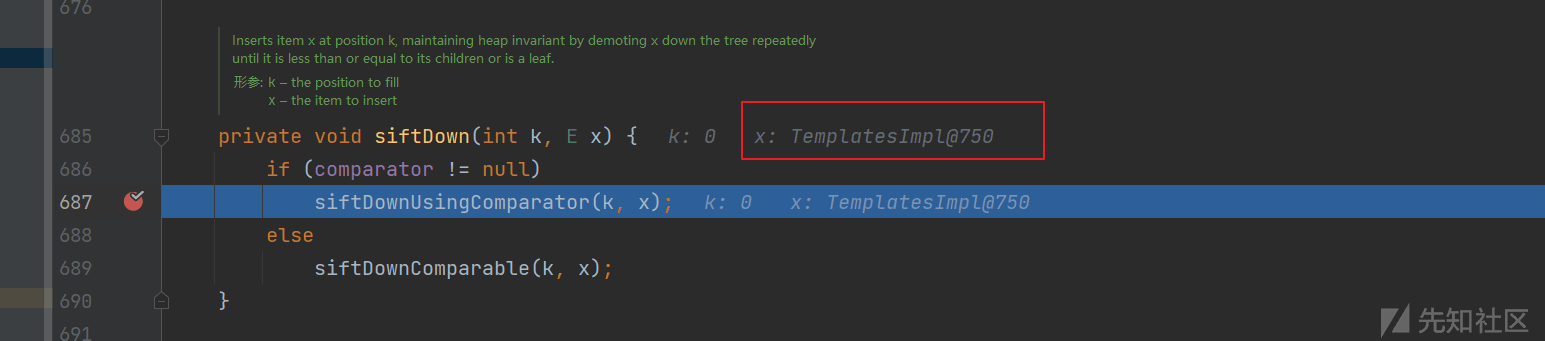 676
Inserts item x at position k, maintaining heap invariant by demoting x down the tree repeatedly
until it is less than or equal to its children or is a leaf.
形参: k – the position to fill
x – the item to insert
685 private void siftDown(int k, E x) { k: 0 x: TemplatesImpl@750
686 if (comparator != null)
687 siftDownUsingComparator(k, x); k: 0 x: TemplatesImpl@750
688 else
689 siftDownComparable(k, x);
690 }
691
先知社区